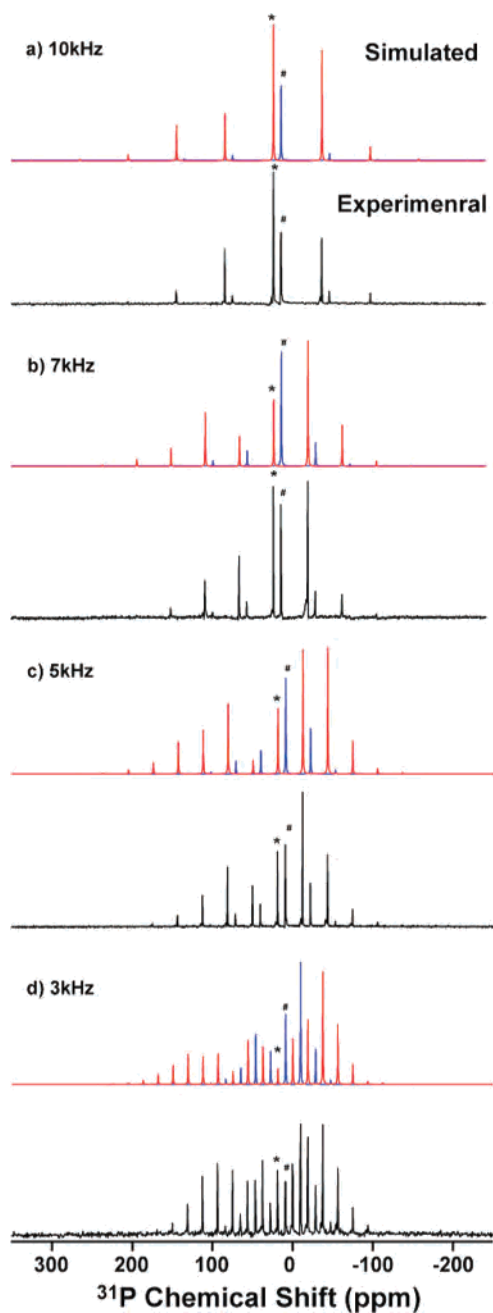 *
a) 10kHz Simulated
#
*
Experimenral
#
#
b) 7kHz
*
*
#
c) 5kHz
#
*
#
*
d) 3kHz
#
*
*
#
300 200 100 0 -100 -200
31P Chemical Shift (ppm)